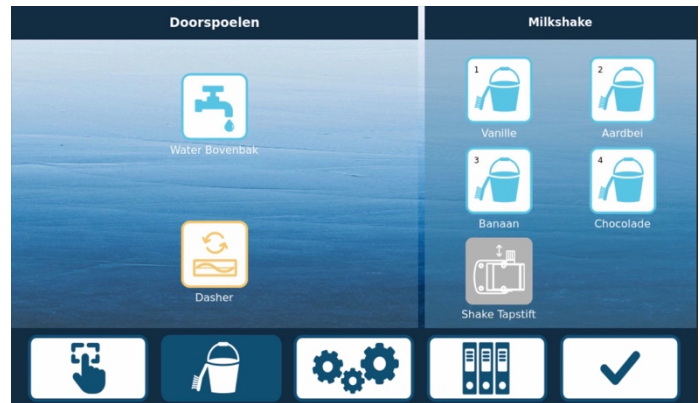 Doorspoelen
Water Bovenbak
Dasher
Milkshake
1
2
Vanille
Aardbei
3
4
Banaan
Chocolade
Shake Tapstift